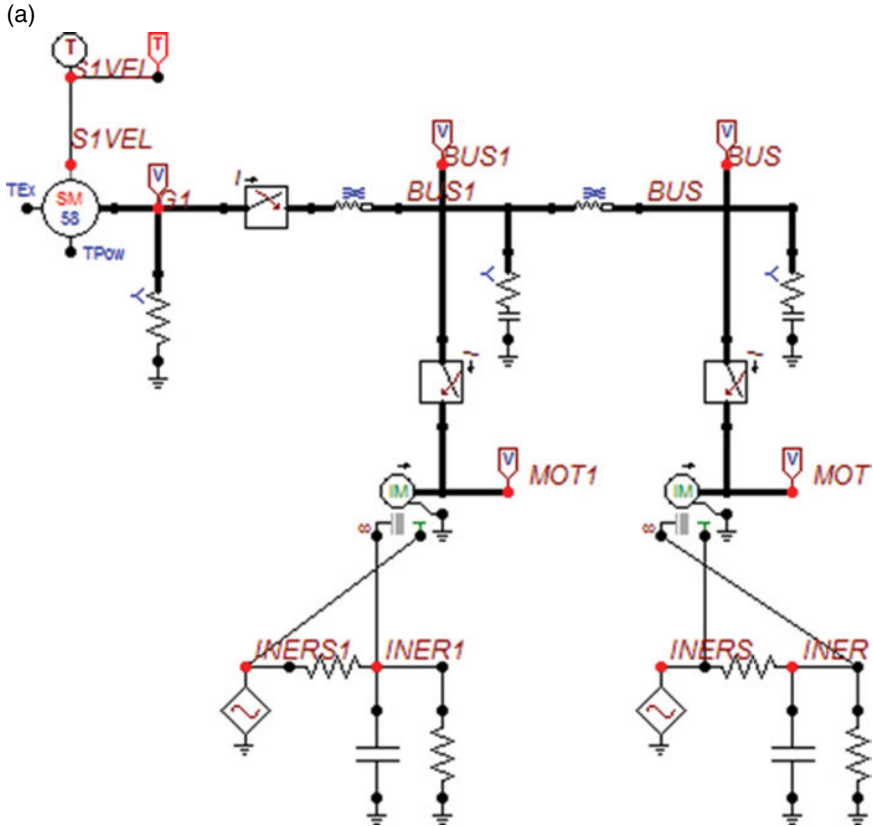 (a)
T
T
S1VEL
S1VEL
V
V
V
BUS1
BUS
TEx
SM
58
G1
I
BUS1
BUS
TPow
Y
Y
Y
I
I
V
V
IM
MOT1
IM
MOT
ω
T
ω
T
INERS1
INER1
INERS
INER